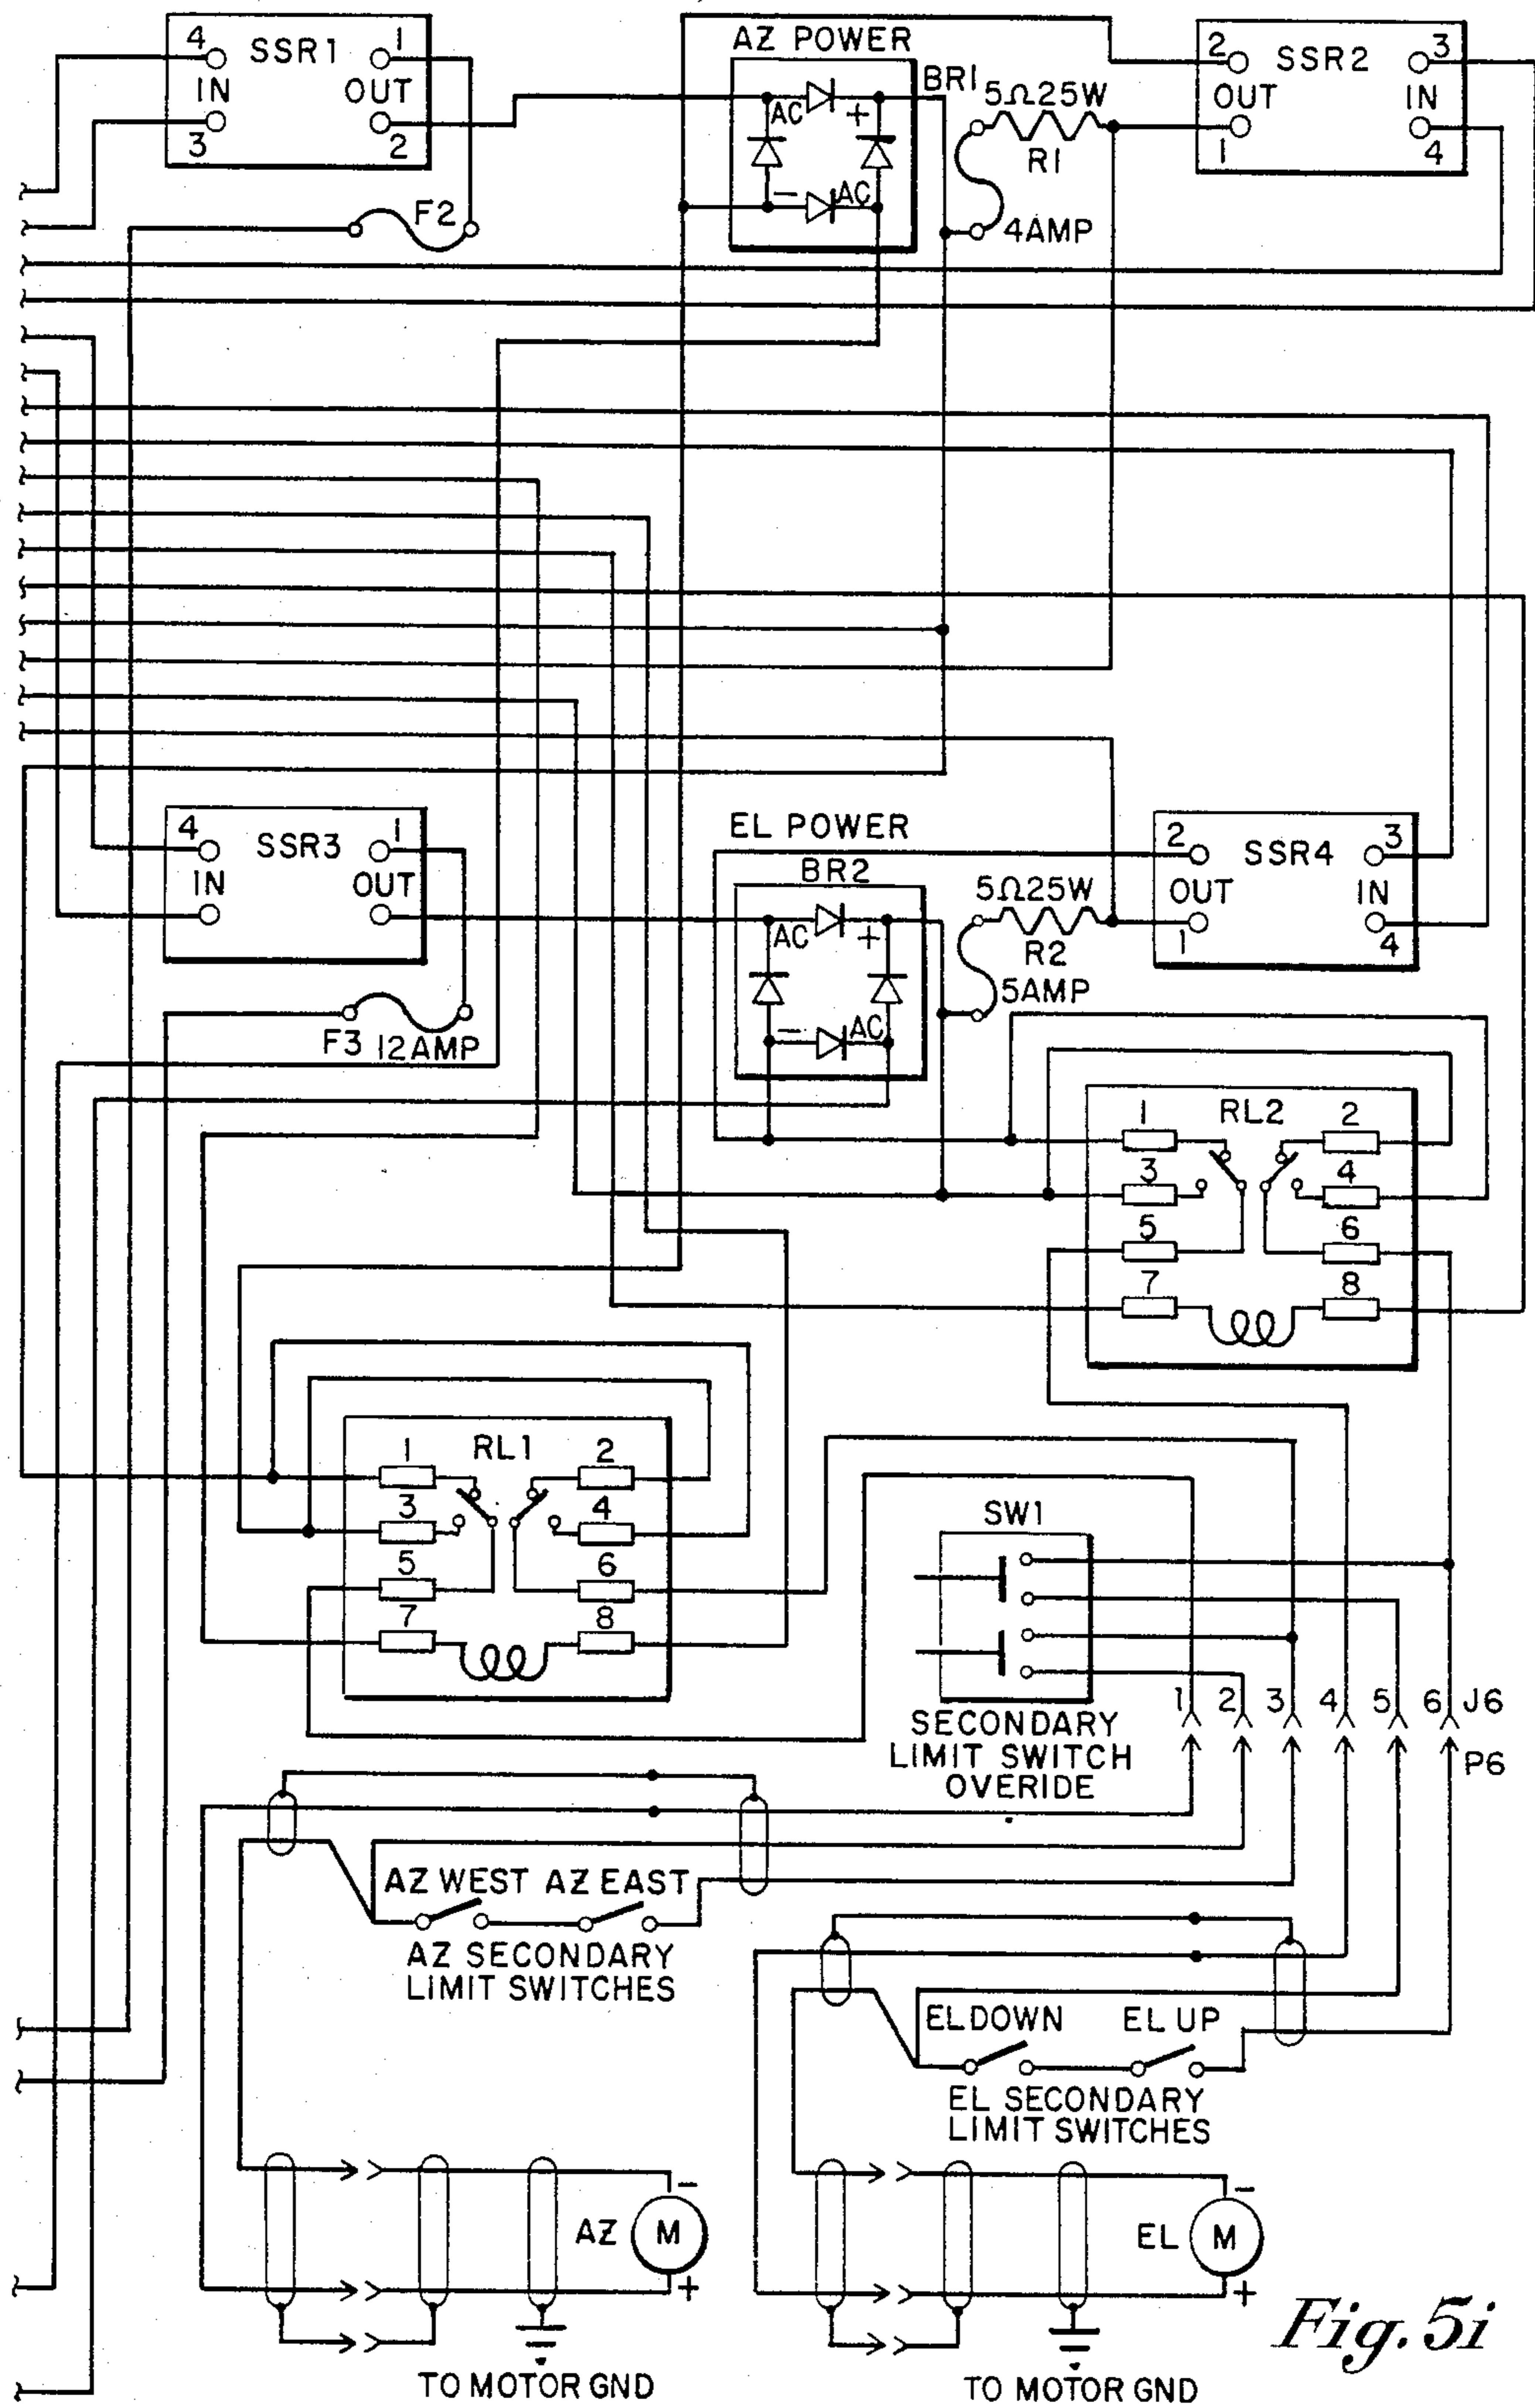 AZ POWER
4 SSR1 1
IN OUT
3 2
BR1
AC +
− AC
5Ω25W
R1
4AMP
2 SSR2 3
OUT IN
1 4
F2
EL POWER
4 SSR3 1
IN OUT
BR2
AC +
− AC
5Ω25W
R2
5AMP
2 SSR4 3
OUT IN
1 4
F3 12AMP
1 RL2 2
3 4
5 6
7 8
1 RL1 2
3 4
5 6
7 8
SW1
SECONDARY
LIMIT SWITCH
OVERIDE
1 2 3 4 5 6 J6
P6
AZ WEST AZ EAST
AZ SECONDARY
LIMIT SWITCHES
EL DOWN EL UP
EL SECONDARY
LIMIT SWITCHES
−
AZ M
+
−
EL M
+
TO MOTOR GND
TO MOTOR GND
Fig. 5i